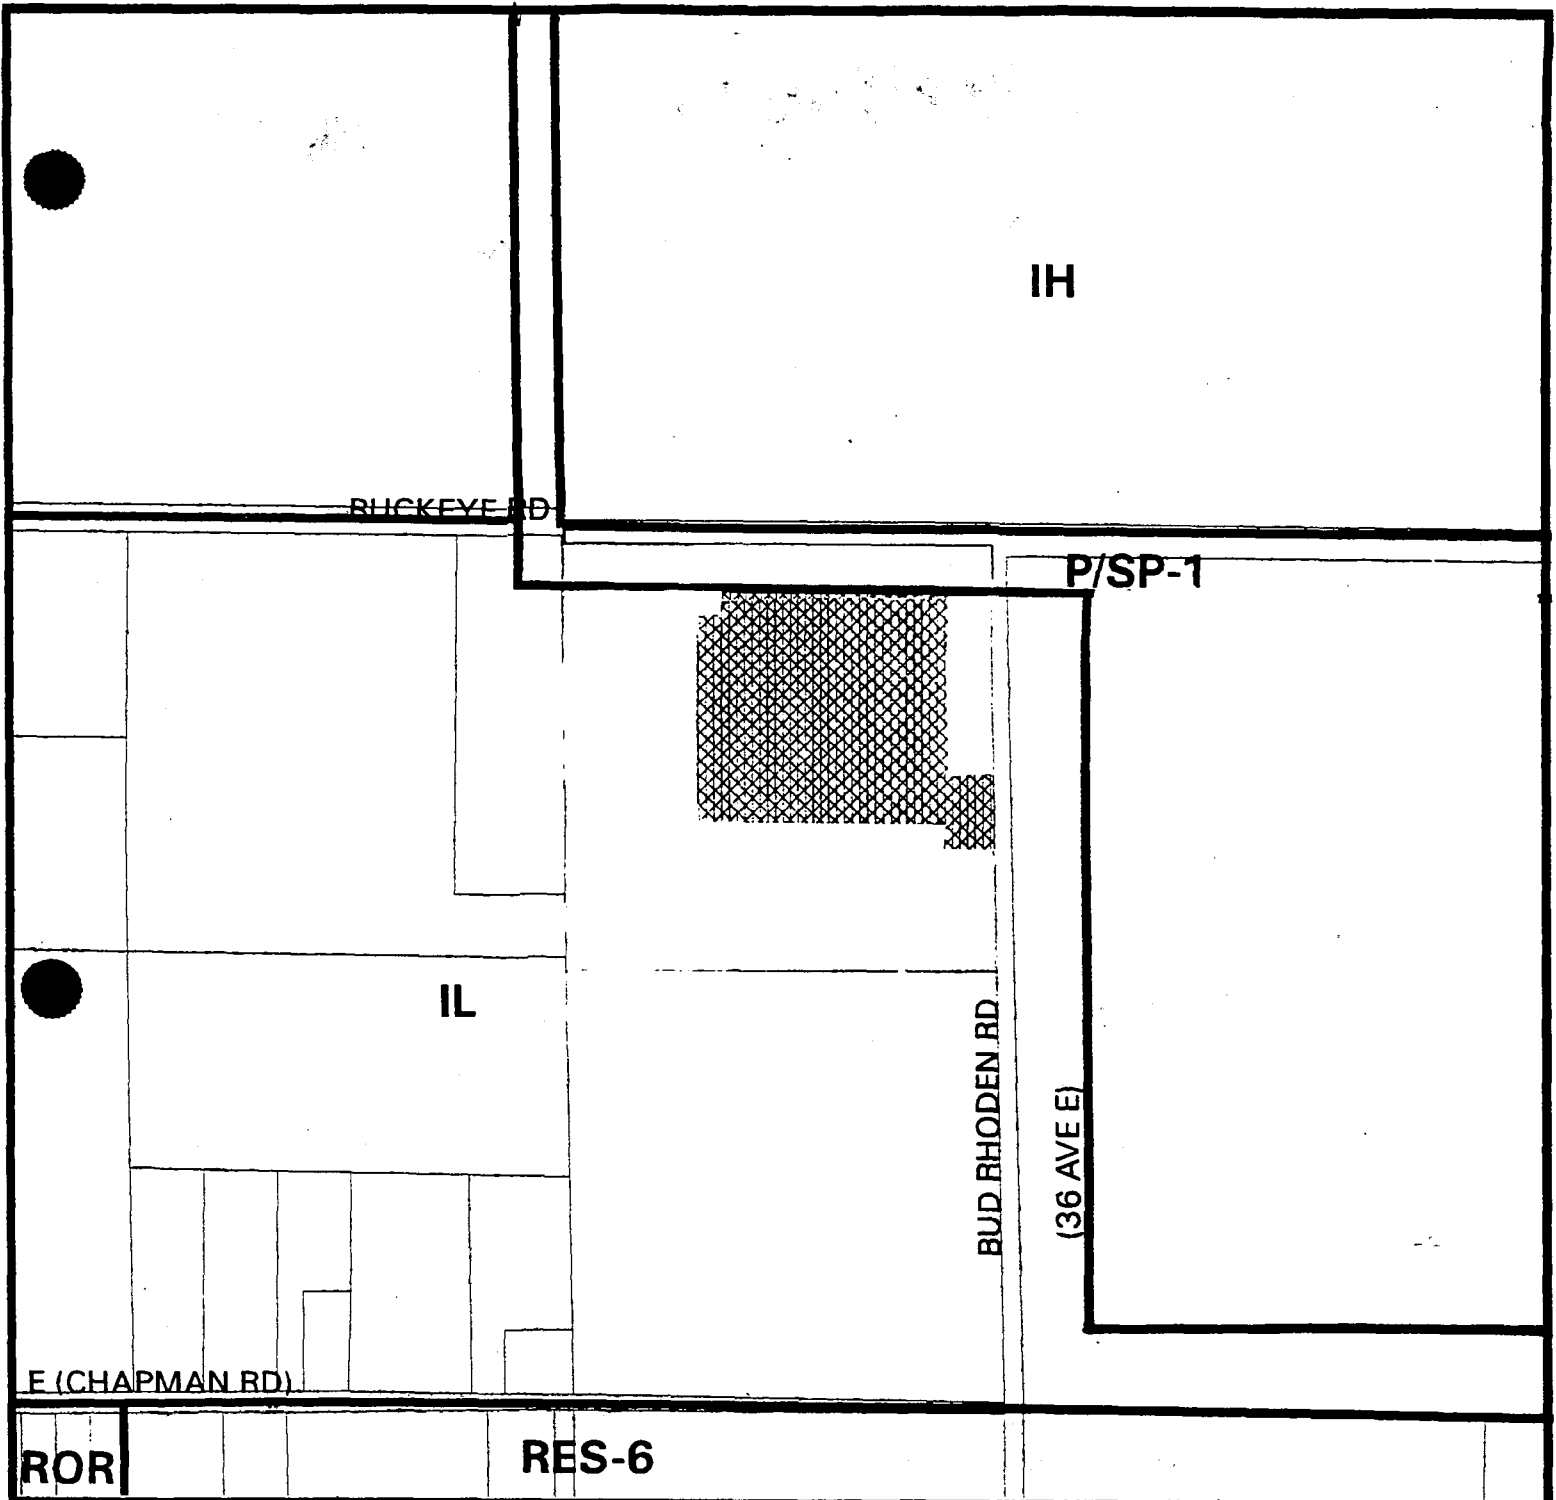 IH
BUCKEYE RD
P/SP-1
IL
BUD RHODEN RD
(36 AVE E)
E (CHAPMAN RD)
ROR
RES-6